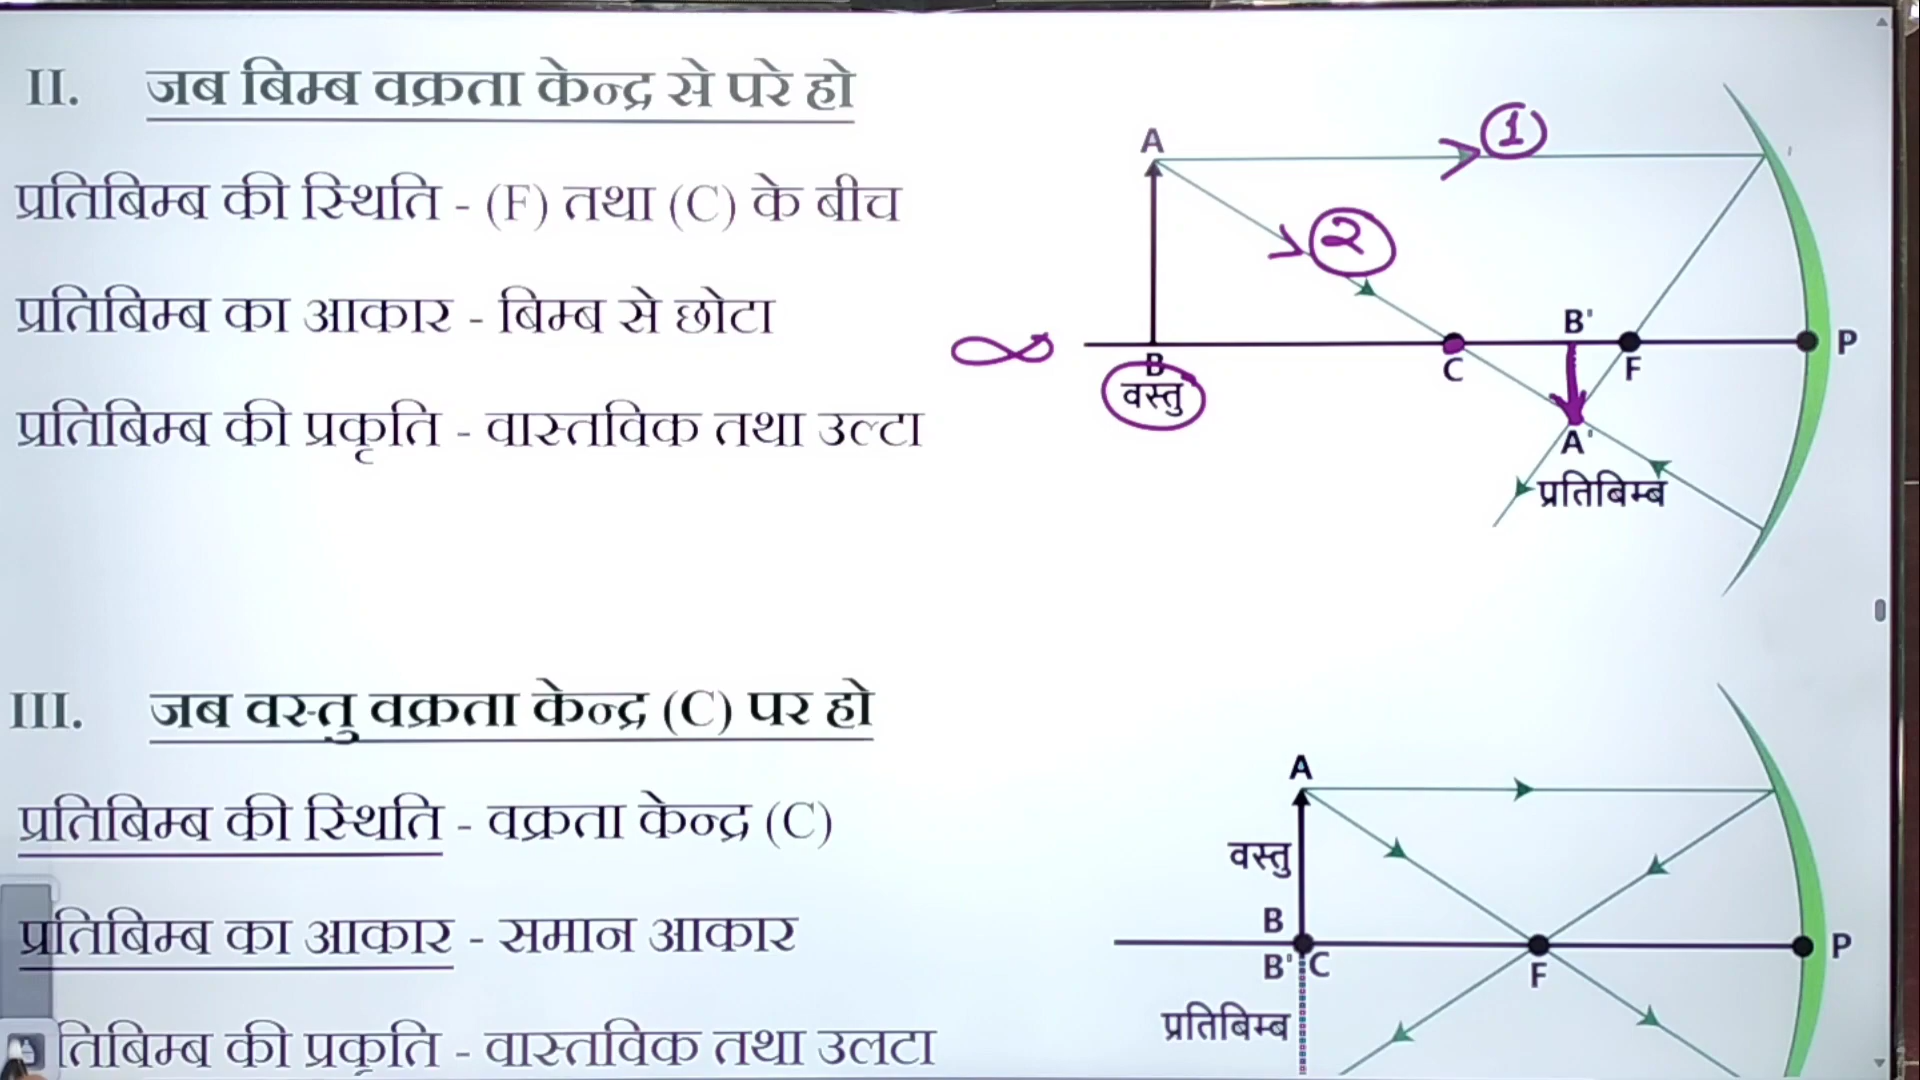 II. जब बिम्ब वक्रता केन्द्र से परे हो
प्रतिबिम्ब की स्थिति - (F) तथा (C) के बीच
प्रतिबिम्ब का आकार - बिम्ब से छोटा
प्रतिबिम्ब की प्रकृति - वास्तविक तथा उल्टा
A
1
2
∞
B
वस्तु
C
B'
F
P
A'
प्रतिबिम्ब
III. जब वस्तु वक्रता केन्द्र (C) पर हो
प्रतिबिम्ब की स्थिति - वक्रता केन्द्र (C)
प्रतिबिम्ब का आकार - समान आकार
तिबिम्ब की प्रकृति - वास्तविक तथा उलटा
A
वस्तु
B
B' C
F
P
प्रतिबिम्ब